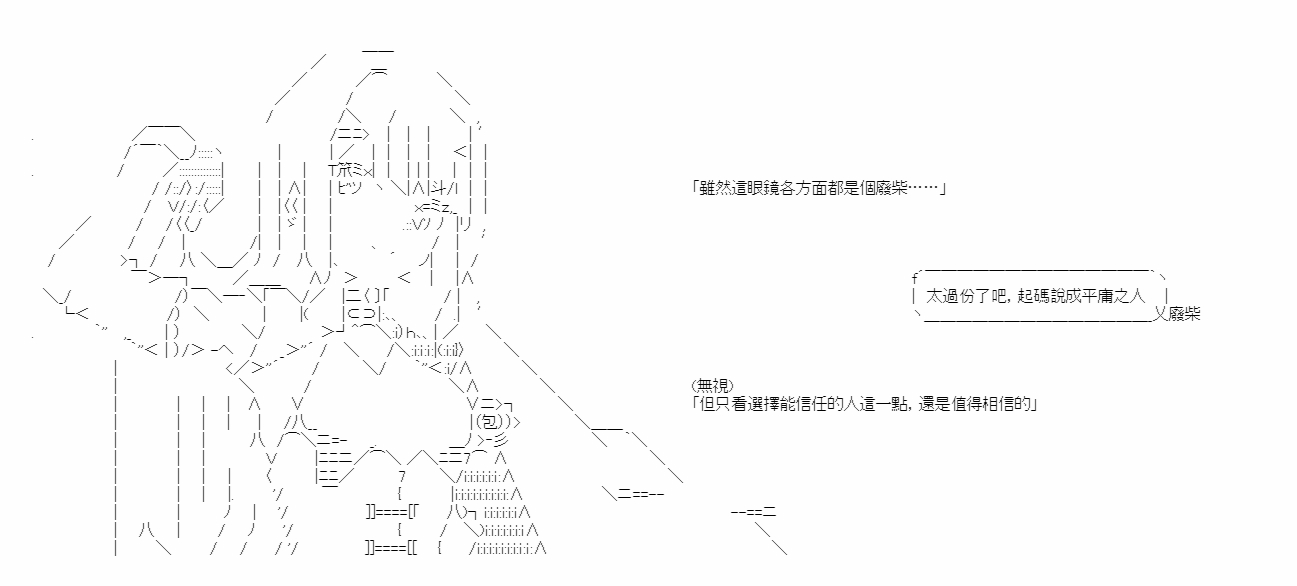 「雖然這眼鏡各方面都是個廢柴……」
太過份了吧，起碼說成平庸之人
乂廢柴
(無視)
「但只看選擇能信任的人這一點，還是值得相信的」